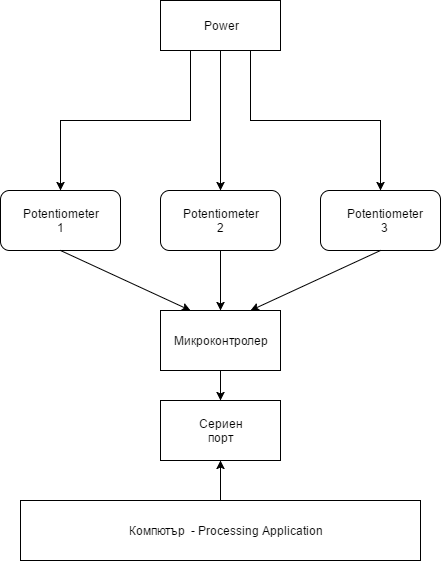 Power
Potentiometer
1
Potentiometer
2
Potentiometer
3
Микроконтролер
Сериен
порт
Компютър - Processing Application